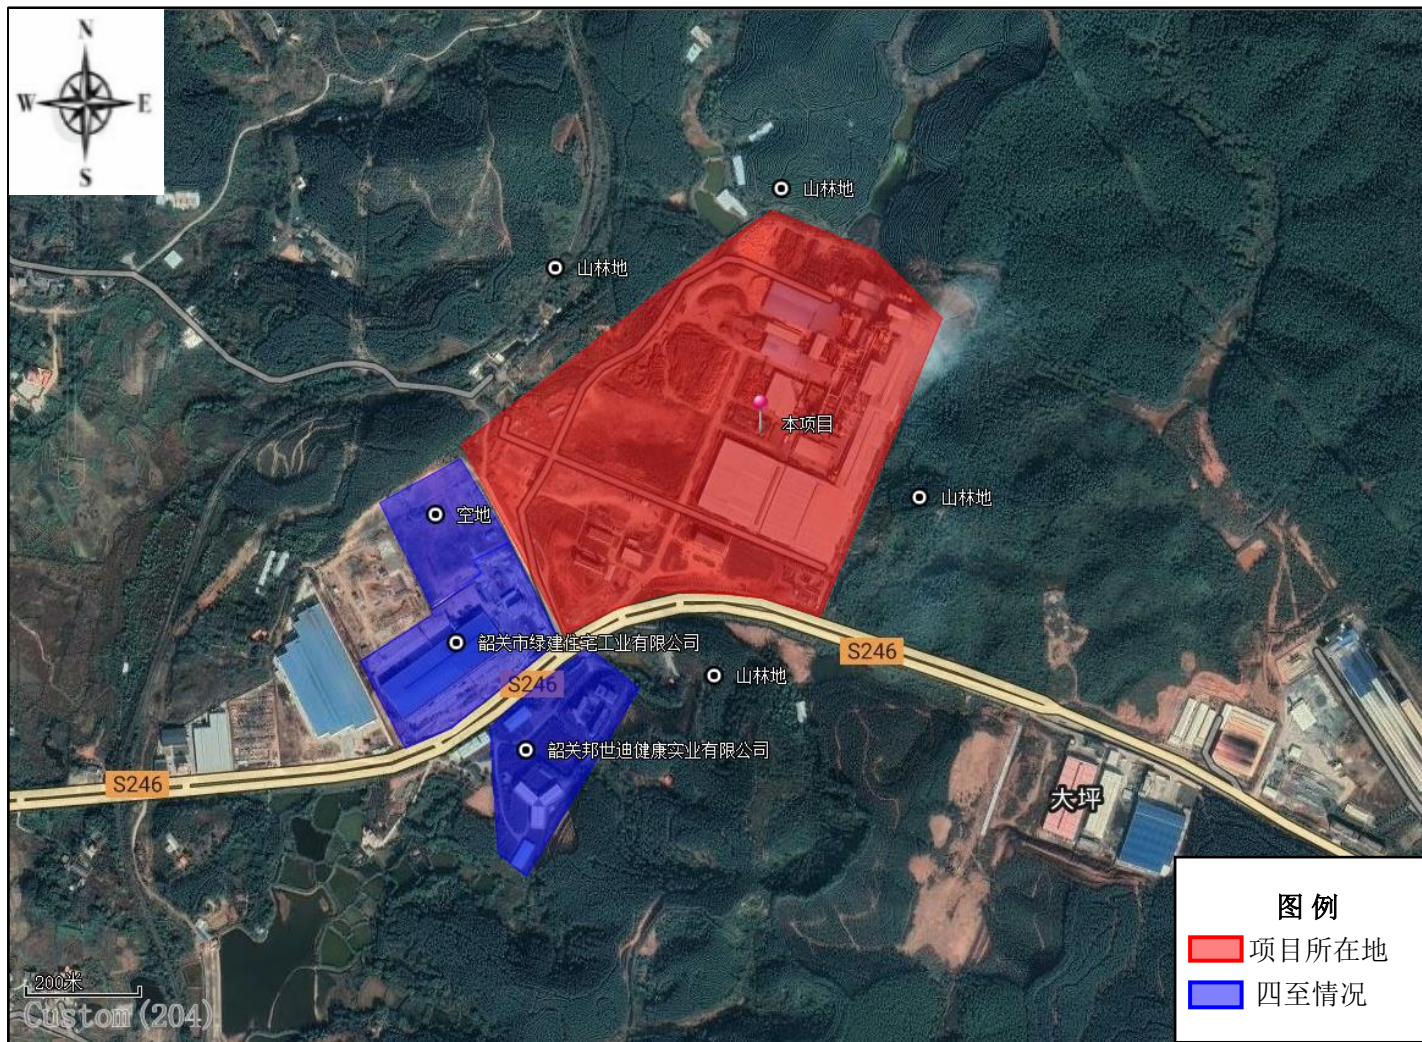 N
W E
S
山林地
山林地
本项目
山林地
空地
韶关市绿建住宅工业有限公司
S246
S246
山林地
韶关邦世迪健康实业有限公司
S246
大坪
图 例
项目所在地
四至情况
200米
Custom(204)